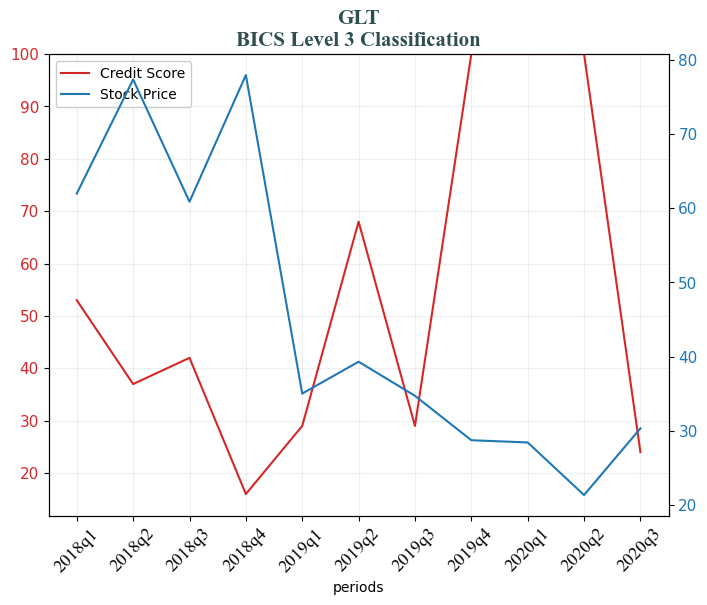 GLT
BICS Level 3 Classification
Credit Score
Stock Price
100
90
80
70
60
50
40
30
20
80
70
60
50
40
30
20
2018q1
2018q2
2018q3
2018q4
2019q1
2019q2
2019q3
2019q4
2020q1
2020q2
2020q3
periods